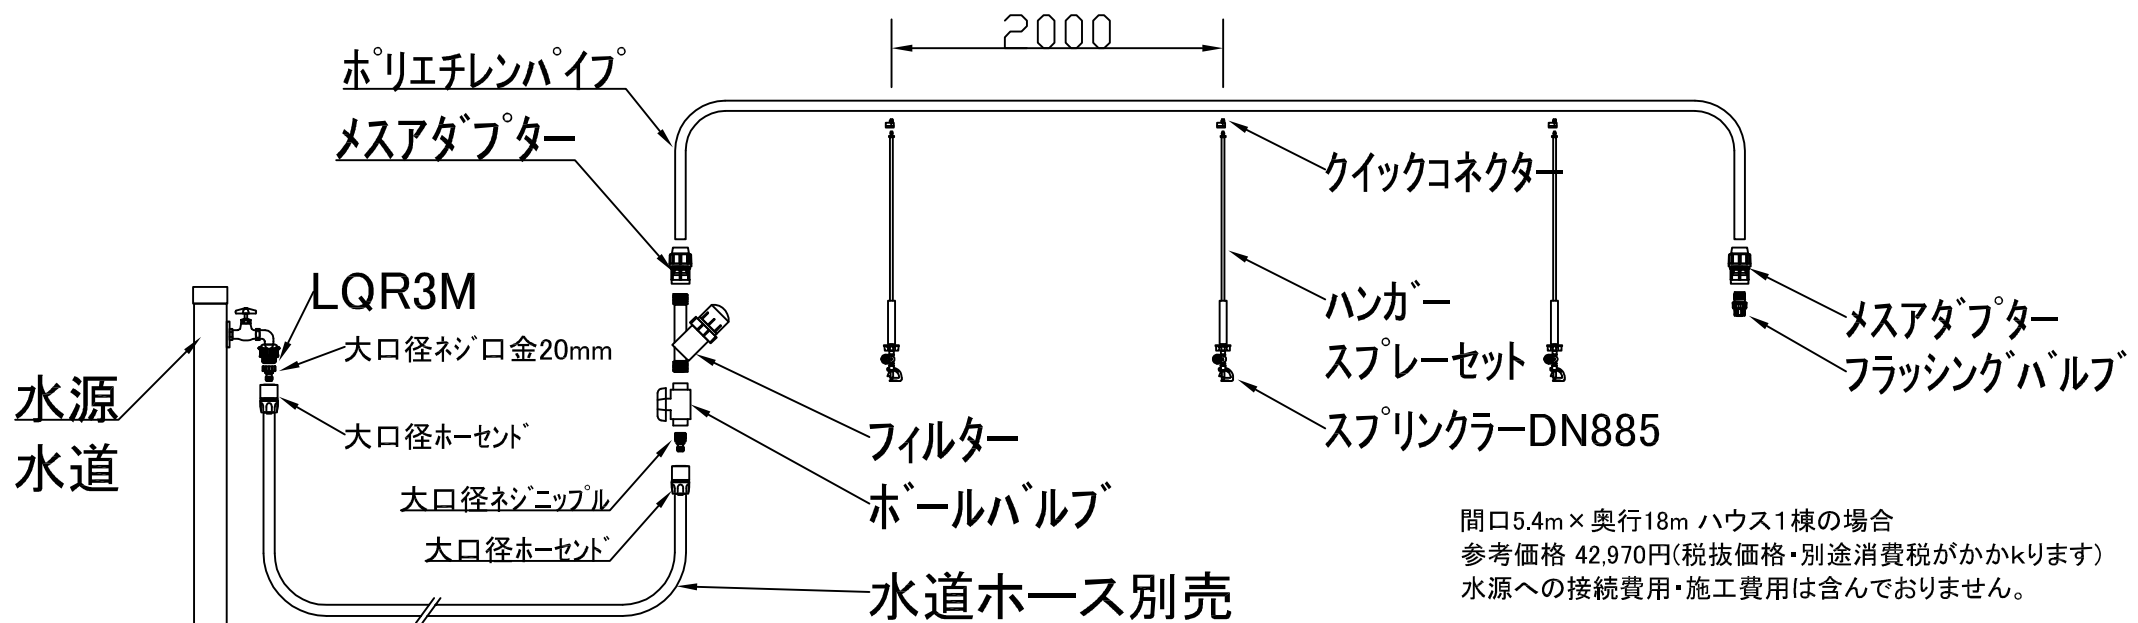 2000
ポリエチレンパイプ
メスアダプター
クイックコネクター
LQR3M
大口径ネジ口金20mm
ハンガー
スプレーセット
メスアダプター
フラッシングバルブ
水源
水道
大口径ホーセンド
フィルター
スプリンクラーDN885
大口径ネジニップル
ボールバルブ
大口径ホーセンド
水道ホース別売
間口5.4m×奥行18m ハウス1棟の場合
参考価格 42,970円(税抜価格・別途消費税がかかkります)
水源への接続費用・施工費用は含んでおりません。